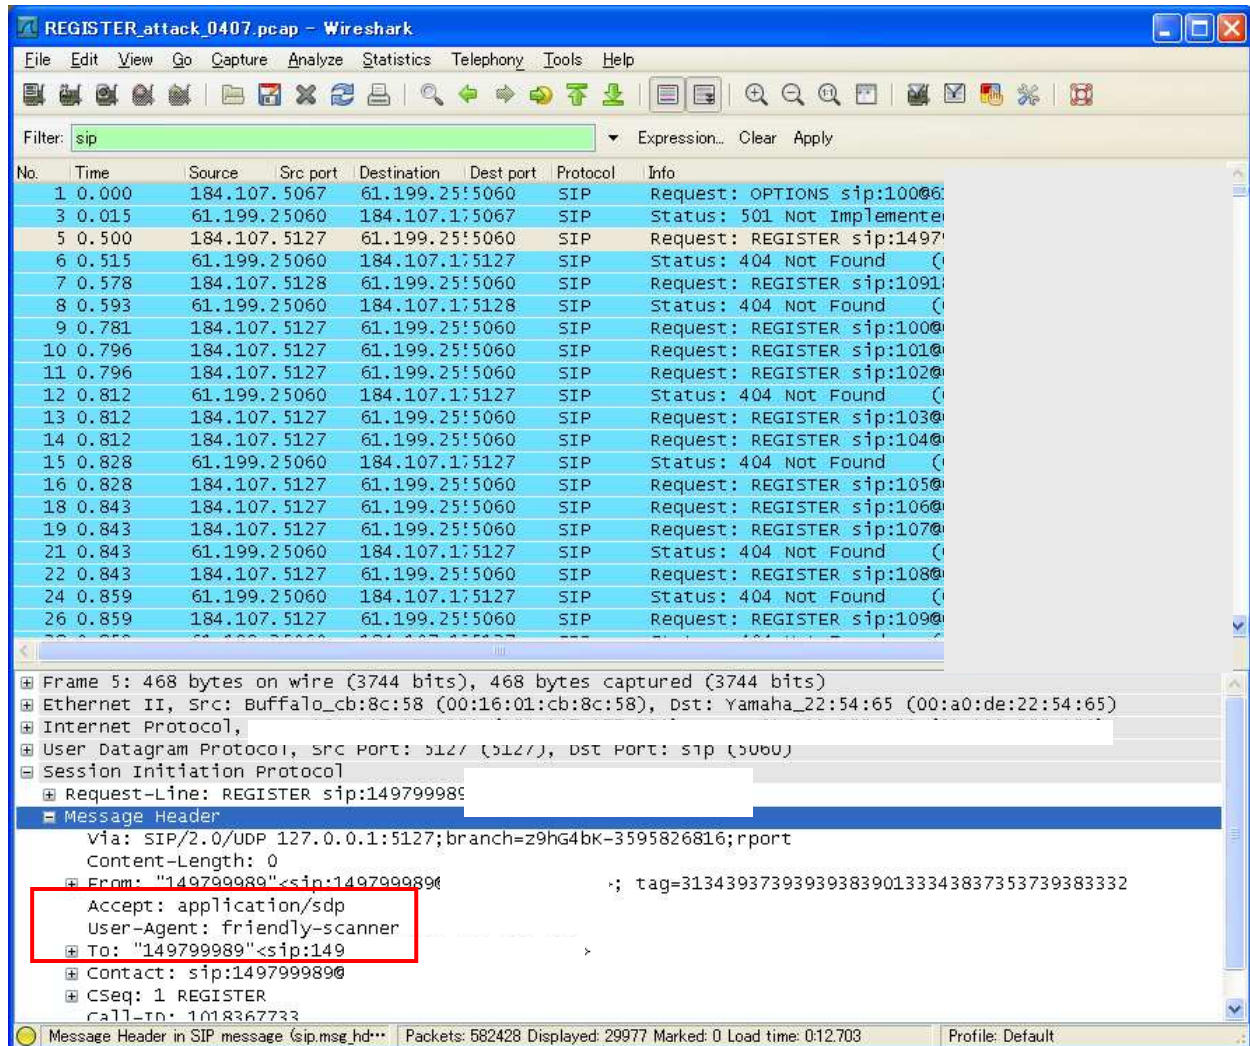 REGISTER_attack_0407.pcap - Wireshark
File Edit View Go Capture Analyze Statistics Telephony Tools Help
Filter: sip Expression... Clear Apply
No. Time Source Src port Destination Dest port Protocol Info
1 0.000 184.107. 5067 61.199.25 5060 SIP Request: OPTIONS sip:100@6
3 0.015 61.199.2 5060 184.107.17 5067 SIP Status: 501 Not Implemente
5 0.500 184.107. 5127 61.199.25 5060 SIP Request: REGISTER sip:1497
6 0.515 61.199.2 5060 184.107.17 5127 SIP Status: 404 Not Found (
7 0.578 184.107. 5128 61.199.25 5060 SIP Request: REGISTER sip:1091
8 0.593 61.199.2 5060 184.107.17 5128 SIP Status: 404 Not Found (
9 0.781 184.107. 5127 61.199.25 5060 SIP Request: REGISTER sip:100@
10 0.796 184.107. 5127 61.199.25 5060 SIP Request: REGISTER sip:101@
11 0.796 184.107. 5127 61.199.25 5060 SIP Request: REGISTER sip:102@
12 0.812 61.199.2 5060 184.107.17 5127 SIP Status: 404 Not Found (
13 0.812 184.107. 5127 61.199.25 5060 SIP Request: REGISTER sip:103@
14 0.812 184.107. 5127 61.199.25 5060 SIP Request: REGISTER sip:104@
15 0.828 61.199.2 5060 184.107.17 5127 SIP Status: 404 Not Found (
16 0.828 184.107. 5127 61.199.25 5060 SIP Request: REGISTER sip:105@
18 0.843 184.107. 5127 61.199.25 5060 SIP Request: REGISTER sip:106@
19 0.843 184.107. 5127 61.199.25 5060 SIP Request: REGISTER sip:107@
21 0.843 61.199.2 5060 184.107.17 5127 SIP Status: 404 Not Found (
22 0.843 184.107. 5127 61.199.25 5060 SIP Request: REGISTER sip:108@
24 0.859 61.199.2 5060 184.107.17 5127 SIP Status: 404 Not Found (
26 0.859 184.107. 5127 61.199.25 5060 SIP Request: REGISTER sip:109@
Frame 5: 468 bytes on wire (3744 bits), 468 bytes captured (3744 bits)
Ethernet II, Src: Buffalo_cb:8c:58 (00:16:01:cb:8c:58), Dst: Yamaha_22:54:65 (00:a0:de:22:54:65)
Internet Protocol,
User Datagram Protocol, Src Port: 5127 (5127), Dst Port: sip (5060)
Session Initiation Protocol
Request-Line: REGISTER sip:149799989
Message Header
Via: SIP/2.0/UDP 127.0.0.1:5127;branch=z9hG4bK-3595826816;rport
Content-Length: 0
From: "149799989"<sip:149799989@ >; tag=3134393739393938390133343837353739383332
Accept: application/sdp
User-Agent: friendly-scanner
To: "149799989"<sip:149 >
Contact: sip:149799989@
CSeq: 1 REGISTER
Call-ID: 1018367733
Message Header in SIP message (sip.msg_hd... Packets: 582428 Displayed: 29977 Marked: 0 Load time: 0:12.703 Profile: Default